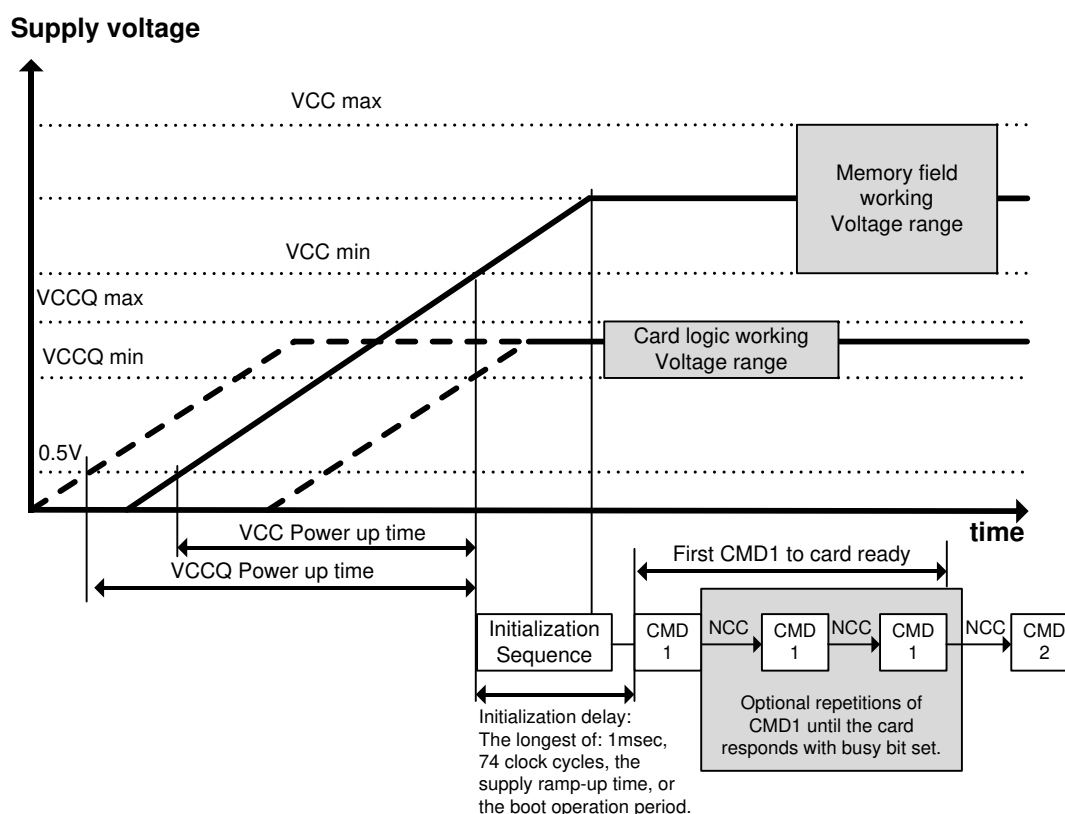 Supply voltage
VCC max
Memory field
working
Voltage range
VCC min
VCCQ max
Card logic working
Voltage range
VCCQ min
0.5V
time
VCC Power up time
First CMD1 to card ready
VCCQ Power up time
Initialization
Sequence
CMD
1
NCC
CMD
1
NCC
CMD
1
NCC
CMD
2
Optional repetitions of
CMD1 until the card
responds with busy bit set.
Initialization delay:
The longest of: 1msec,
74 clock cycles, the
supply ramp-up time, or
the boot operation period.